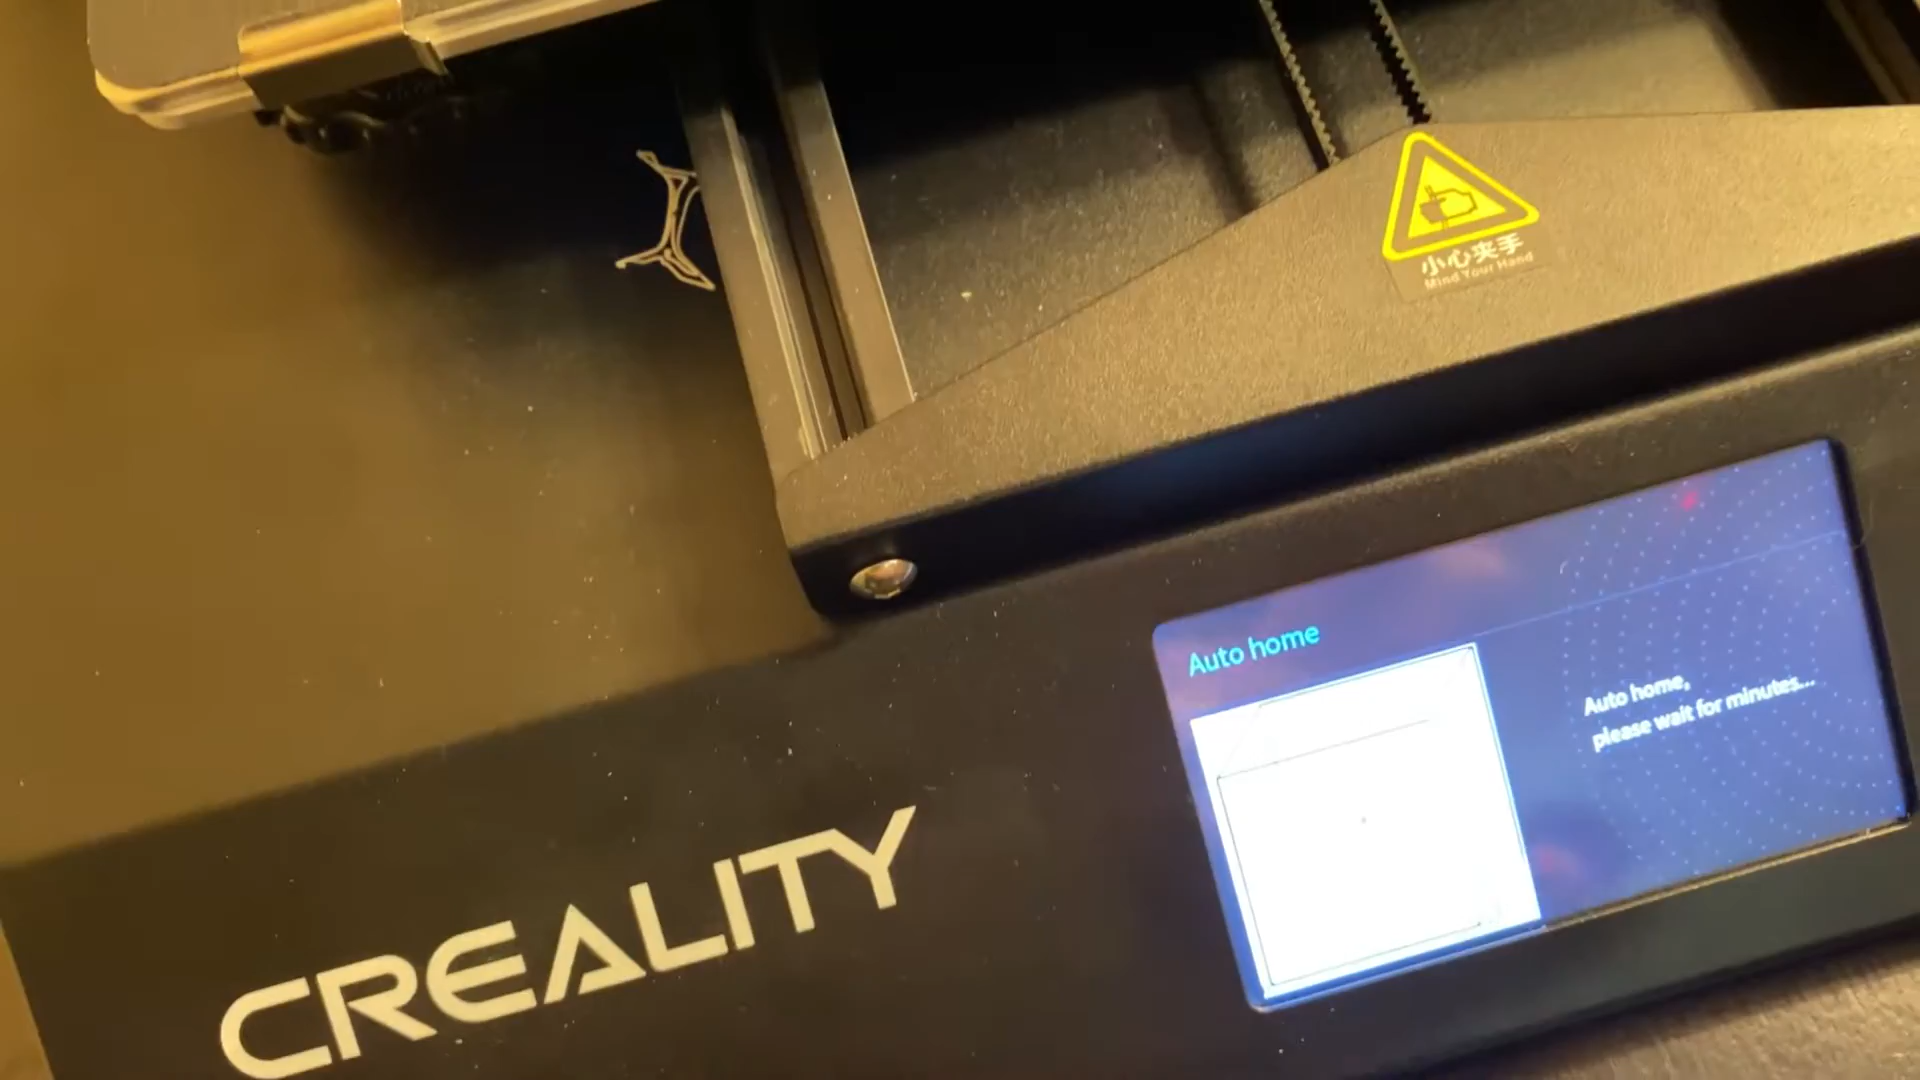 小心夹手
Mind Your Hand
Auto home
Auto home,
please wait for minutes...
CREALITY